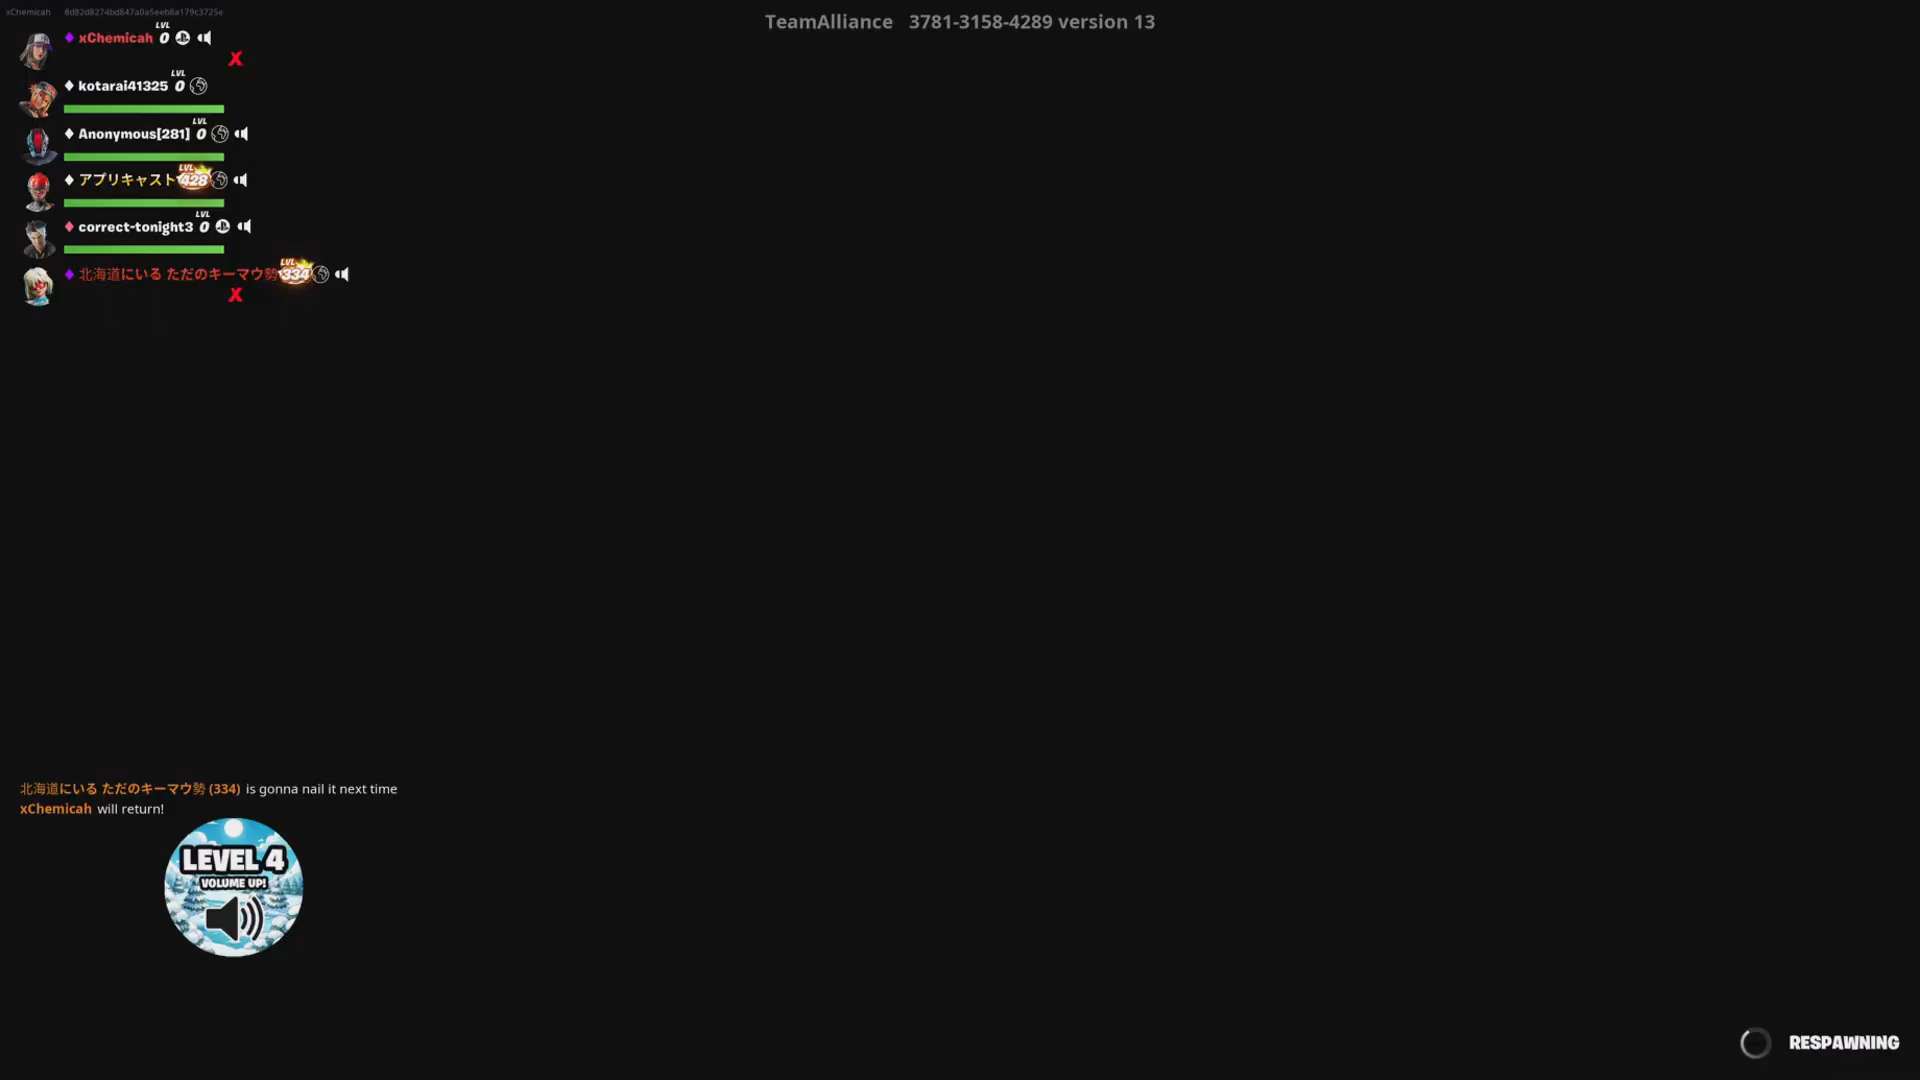 xChemicah 8d82d8274bd847a0a5eeb8a179c3725e
TeamAlliance 3781-3158-4289 version 13
xChemicah LVL 0
X
kotarai41325 LVL 0
Anonymous[281] LVL 0
アプリキャスト LVL 428
correct-tonight3 LVL 0
北海道にいる ただのキーマウ勢 LVL 334
X
北海道にいる ただのキーマウ勢 (334) is gonna nail it next time
xChemicah will return!
LEVEL 4
VOLUME UP!
RESPAWNING